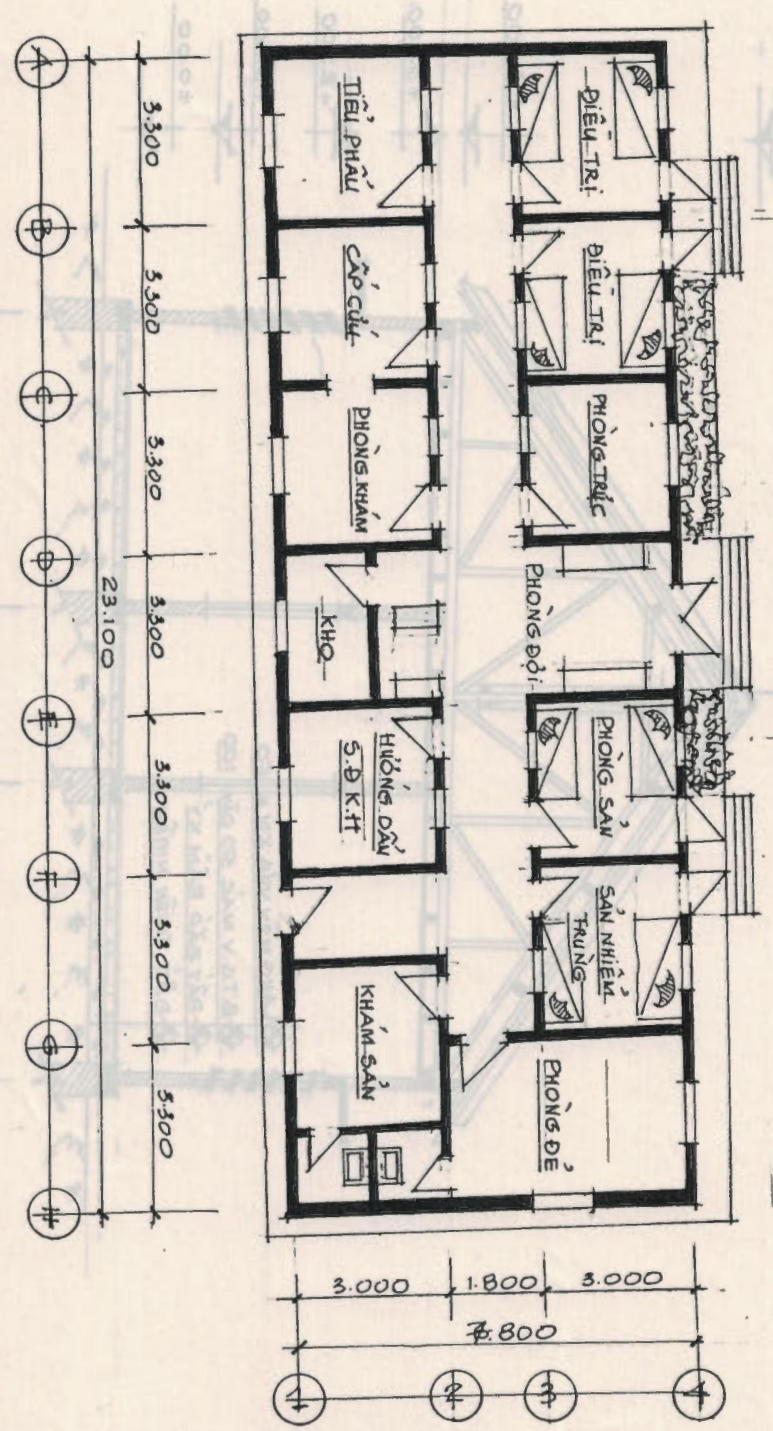 TIỂU PHẪU
ĐIỀU TRỊ
CẤP CỨU
ĐIỀU TRỊ
PHÒNG KHÁM
PHÒNG TRỰC
KHO
PHÒNG ĐỢI
HƯỚNG DẪN
S.Đ K.H
PHÒNG SẢN
SẢN NHIỄM
TRÙNG
KHÁM SẢN
PHÒNG ĐẺ
3.300
3.300
3.300
3.300
3.300
3.300
3.300
23.100
A
B
C
D
E
F
G
H
3.000
1.800
3.000
7.800
1
2
3
4